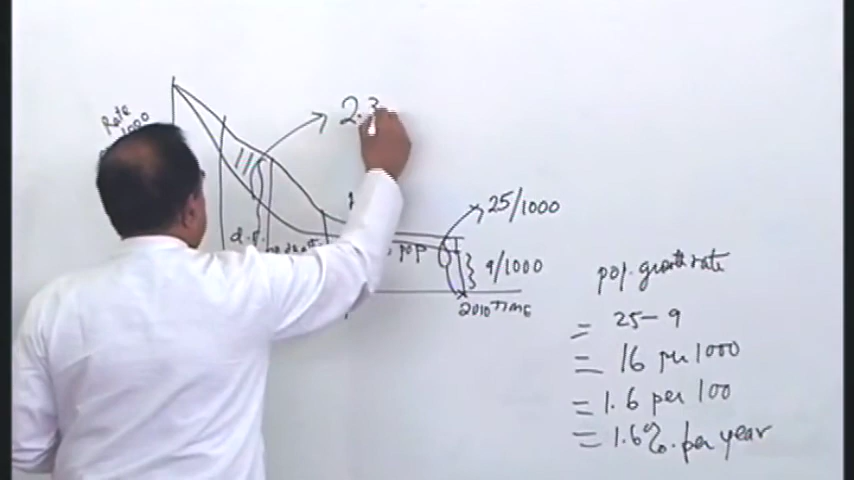 Rate
1000
2.3
25/1000
pop
9/1000
2010 TIME
pop. growth rate
= 25-9
= 16 per 1000
= 1.6 per 100
= 1.6%. per year